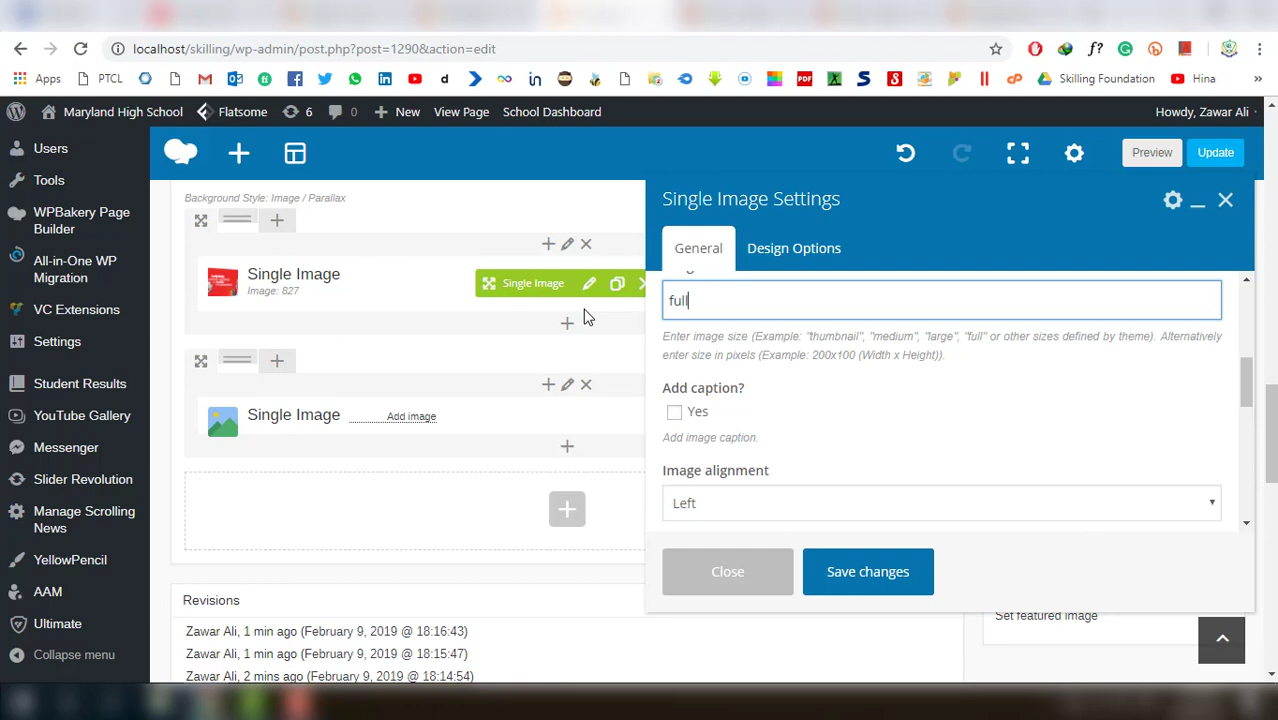 localhost/skilling/wp-admin/post.php?post=1290&action=edit
Apps
PTCL
Skilling Foundation
Hina
Maryland High School
Flatsome
6
0
New
View Page
School Dashboard
Howdy, Zawar Ali
Users
Tools
WPBakery Page
Builder
All-in-One WP
Migration
VC Extensions
Settings
Student Results
YouTube Gallery
Messenger
Slider Revolution
Manage Scrolling
News
YellowPencil
AAM
Ultimate
Collapse menu
Preview
Update
Background Style: Image / Parallax
Single Image
Image: 827
Single Image
Single Image
Add image
Single Image Settings
General
Design Options
full
Enter image size (Example: "thumbnail", "medium", "large", "full" or other sizes defined by theme). Alternatively
enter size in pixels (Example: 200x100 (Width x Height)).
Add caption?
Yes
Add image caption.
Image alignment
Left
Close
Save changes
Revisions
Zawar Ali, 1 min ago (February 9, 2019 @ 18:16:43)
Zawar Ali, 1 min ago (February 9, 2019 @ 18:15:47)
Zawar Ali, 2 mins ago (February 9, 2019 @ 18:14:54)
Set featured image